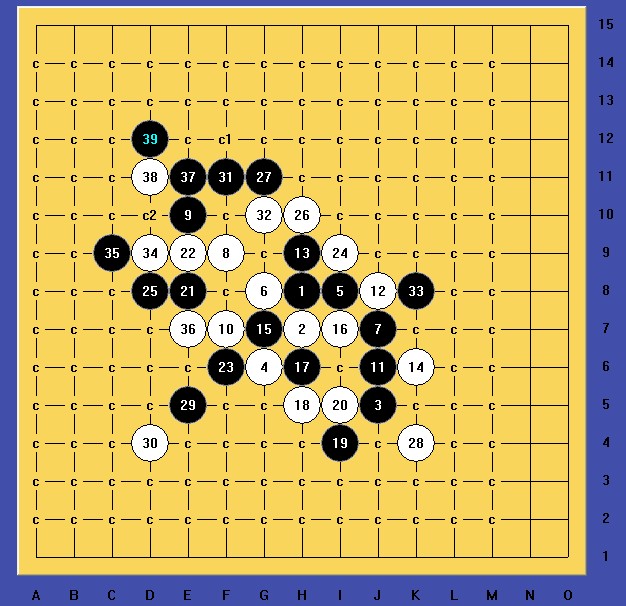 15
c c c c c c c c c c c c c 14
c c c c c c c c c c c c c 13
c c c 39 c c1 c c c c c c c 12
c c c 38 37 31 27 c c c c c c 11
c c c c2 9 c 32 26 c c c c c 10
c c 35 34 22 8 c 13 24 c c c c 9
c c c 25 21 c 6 1 5 12 33 c c 8
c c c c 36 10 15 2 16 7 c c c 7
c c c c c 23 4 17 c 11 14 c c 6
c c c c 29 c c 18 20 3 c c c 5
c c c 30 c c c c 19 c 28 c c 4
c c c c c c c c c c c c c 3
c c c c c c c c c c c c c 2
1
A B C D E F G H I J K L M N O